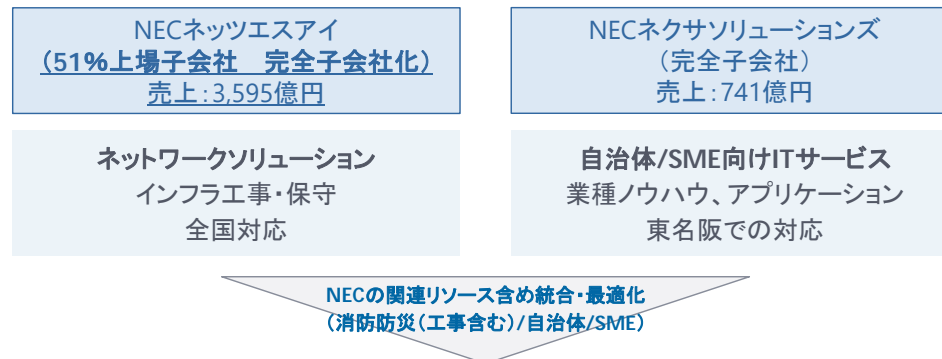 NECネッツエスアイ
(51%上場子会社　完全子会社化)
売上:3,595億円
NECネクサソリューションズ
(完全子会社)
売上:741億円
ネットワークソリューション
インフラ工事・保守
全国対応
自治体/SME向けITサービス
業種ノウハウ、アプリケーション
東名阪での対応
NECの関連リソース含め統合・最適化
(消防防災(工事含む)/自治体/SME)